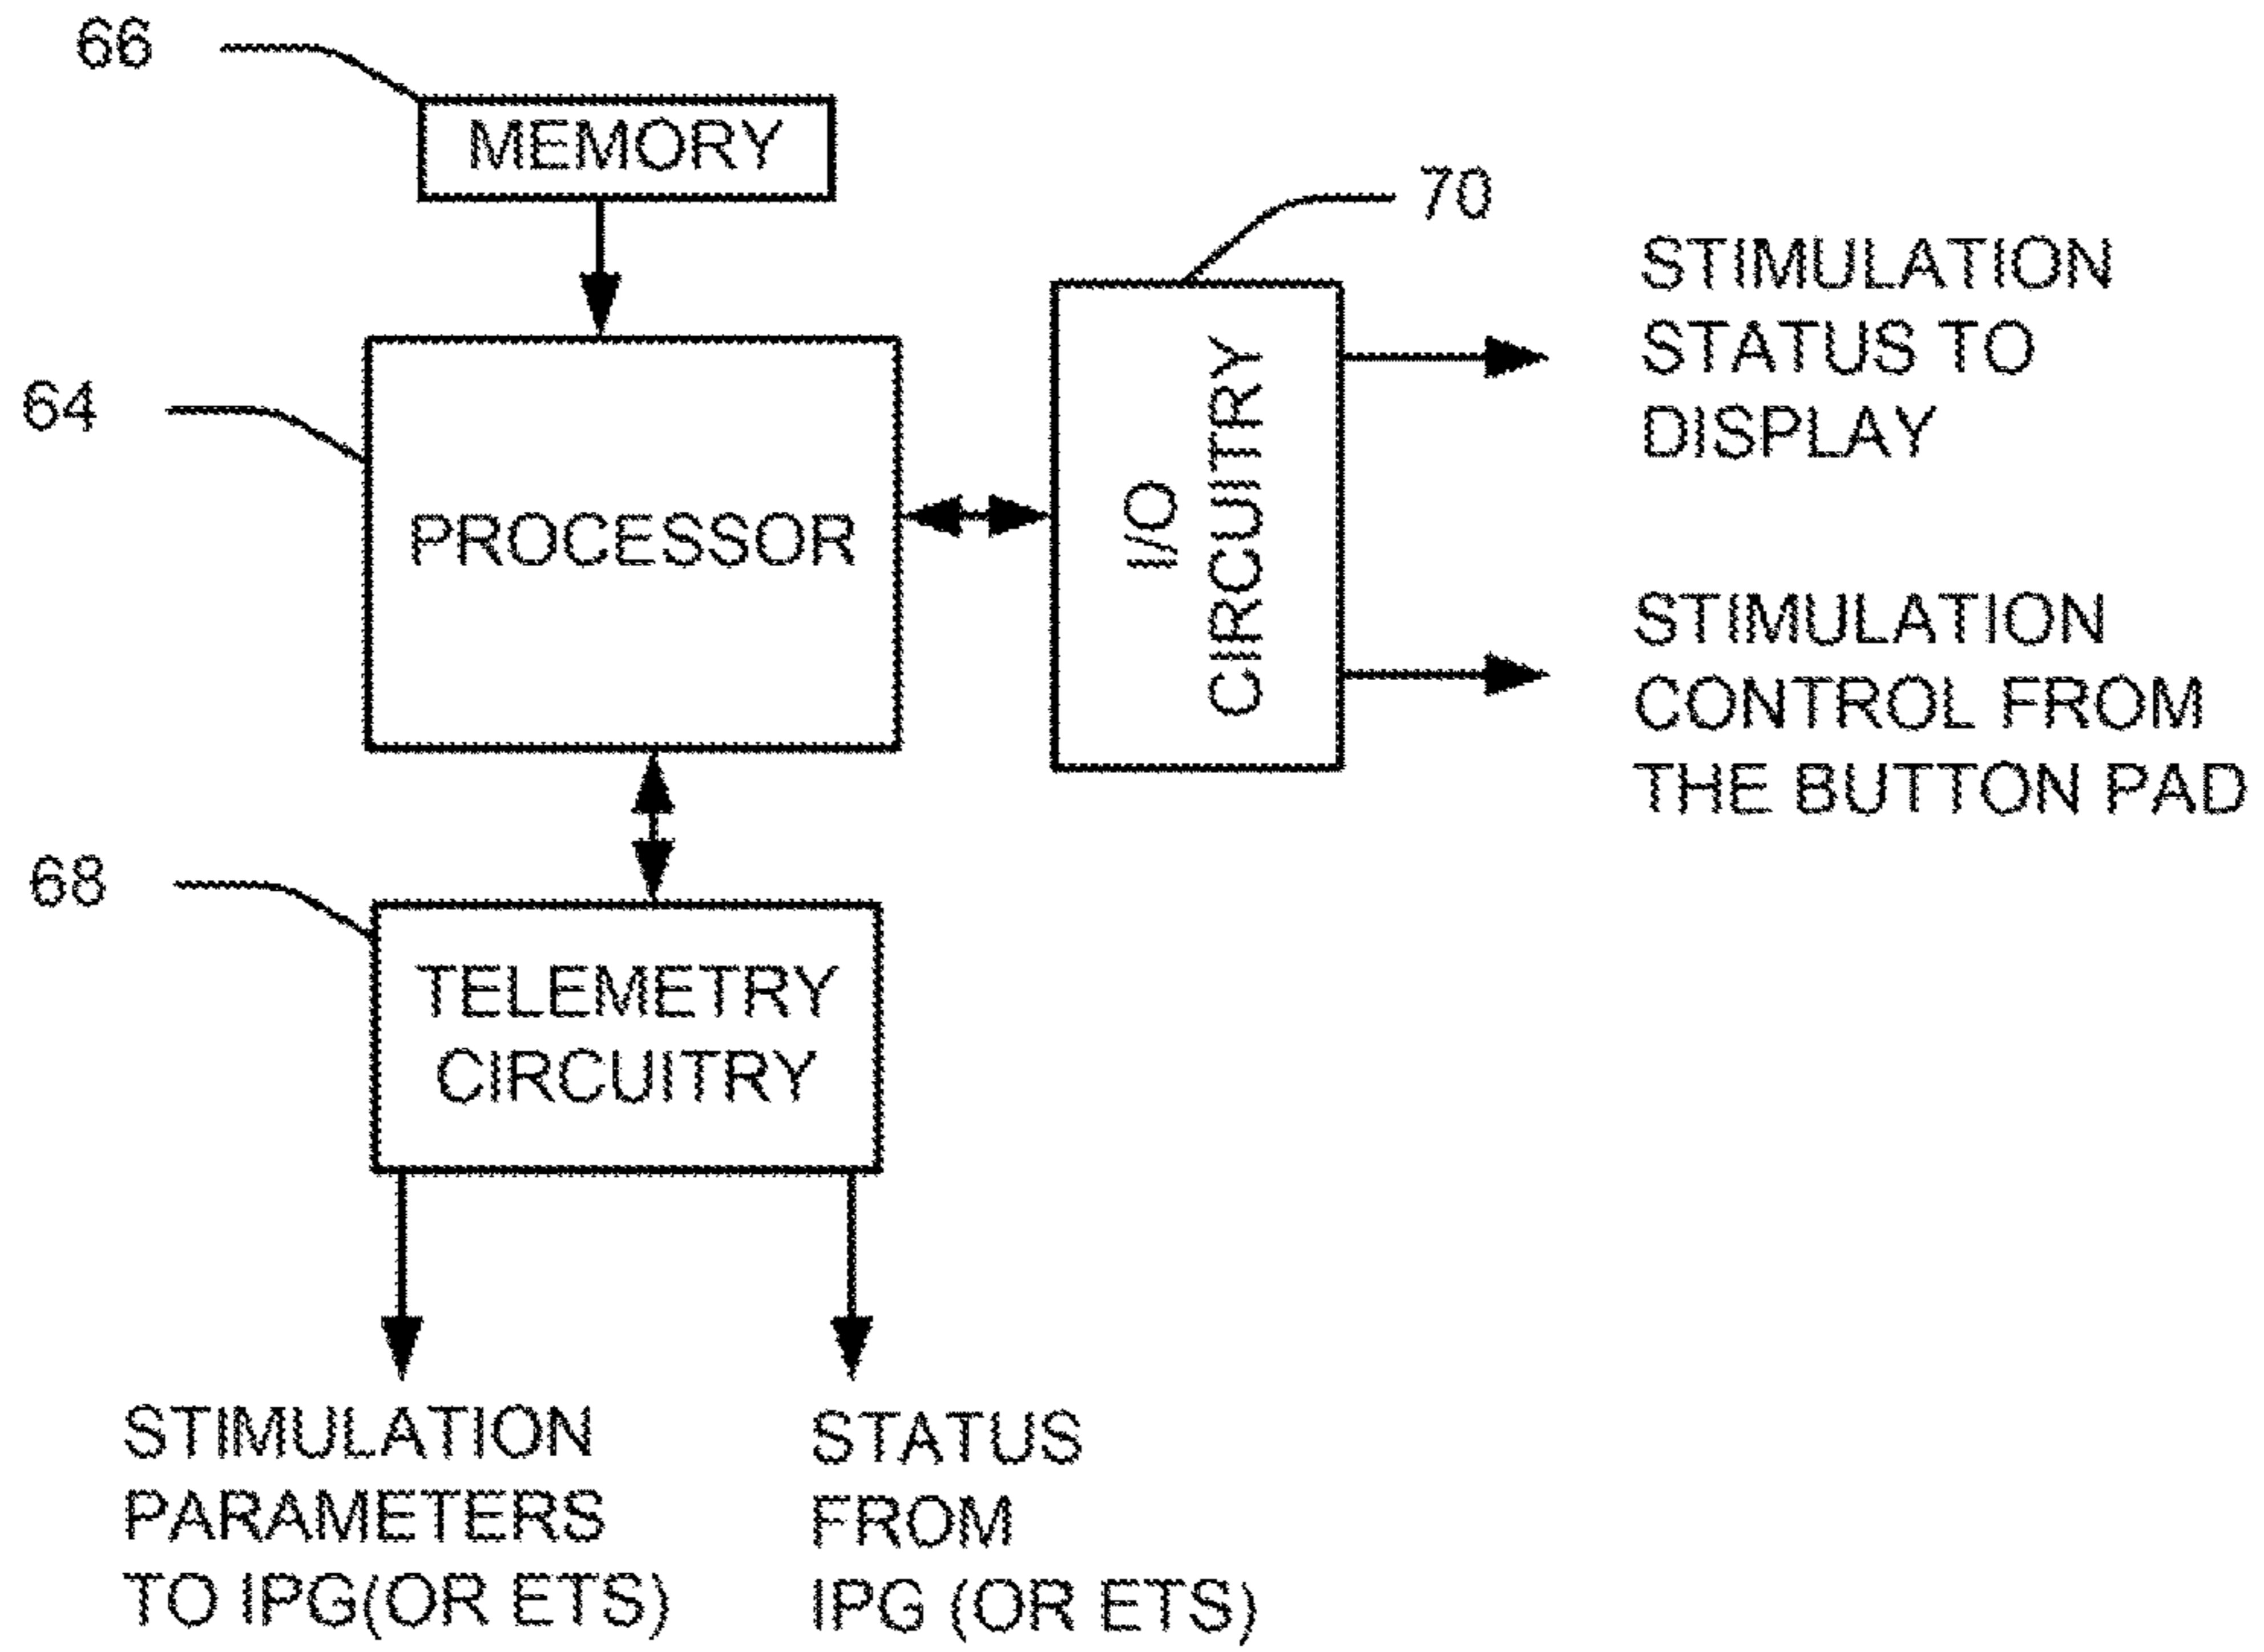 66
MEMORY
70
64
PROCESSOR
I/O
CIRCUITRY
STIMULATION
STATUS TO
DISPLAY
STIMULATION
CONTROL FROM
THE BUTTON PAD
68
TELEMETRY
CIRCUITRY
STIMULATION
PARAMETERS
TO IPG(OR ETS)
STATUS
FROM
IPG (OR ETS)